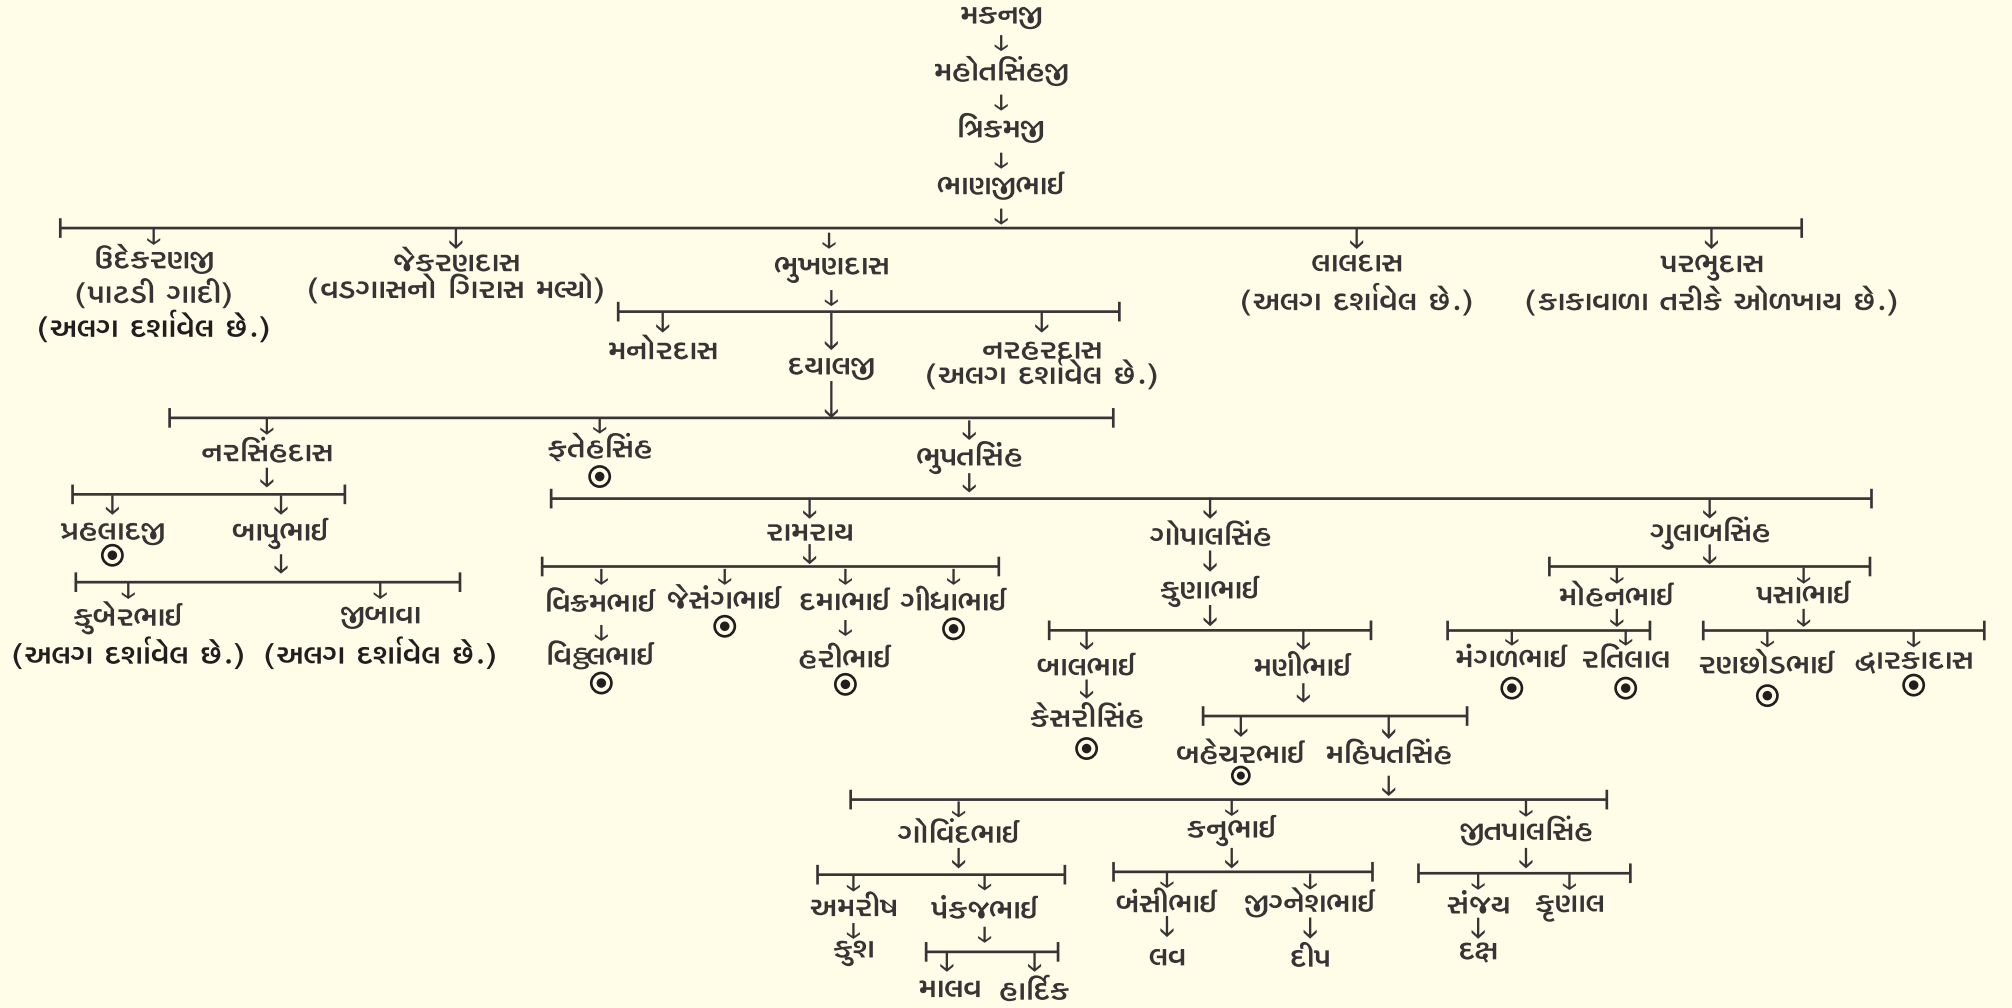 મકનજી
મહોતસિંહજી
ત્રિકમજી
ભાણજીભાઈ
ઉદેકરણજી
(પાટડી ગાદી)
(અલગ દર્શાવેલ છે.)
જેકરણદાસ
(વડગાસનો ગિરાસ મલ્યો)
ભુખણદાસ
લાલદાસ
(અલગ દર્શાવેલ છે.)
પરભુદાસ
(કાકાવાળા તરીકે ઓળખાય છે.)
મનોરદાસ
દયાલજી
નરહરદાસ
(અલગ દર્શાવેલ છે.)
નરસિંહદાસ
ફતેહસિંહ
ભુપતસિંહ
પ્રહલાદજી
બાપુભાઈ
રામરાય
ગોપાલસિંહ
ગુલાબસિંહ
કુબેરભાઈ
(અલગ દર્શાવેલ છે.)
જીબાવા
(અલગ દર્શાવેલ છે.)
વિક્રમભાઈ
જેસંગભાઈ
દમાભાઈ
ગીધાભાઈ
કુણાભાઈ
મોહનભાઈ
પસાભાઈ
વિઠ્ઠલભાઈ
હરીભાઈ
બાલભાઈ
મણીભાઈ
મંગળભાઈ
રતિલાલ
રણછોડભાઈ
દ્વારકાદાસ
કેસરીસિંહ
બહેચરભાઈ
મહિપતસિંહ
ગોવિંદભાઈ
કનુભાઈ
જીતપાલસિંહ
અમરીષ
પંકજભાઈ
બંસીભાઈ
જીગ્નેશભાઈ
સંજય
કૃણાલ
કુશ
લવ
દીપ
દક્ષ
માલવ
હાર્દિક